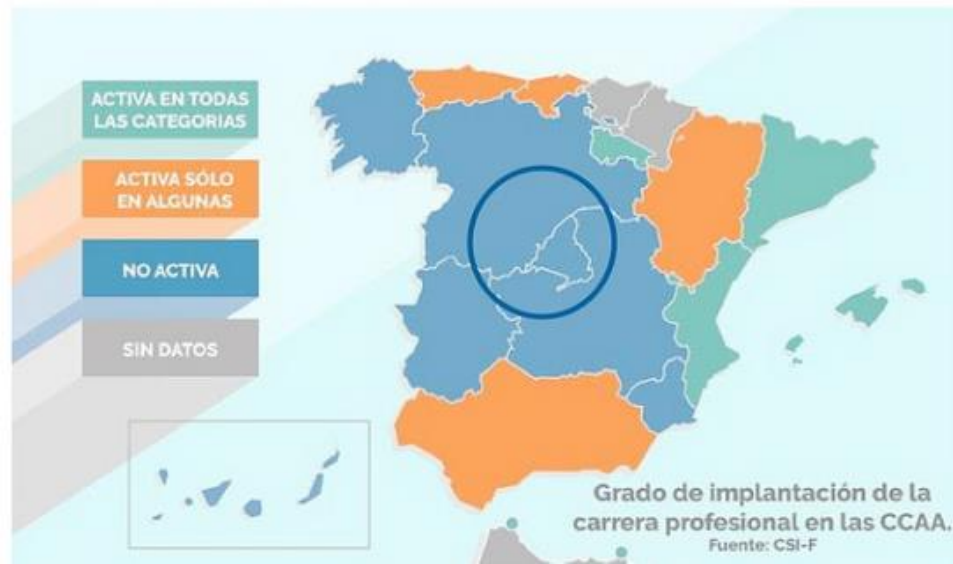 ACTIVA EN TODAS
LAS CATEGORIAS
ACTIVA SÓLO
EN ALGUNAS
NO ACTIVA
SIN DATOS
Grado de implantación de la
carrera profesional en las CCAA.
Fuente: CSI-F